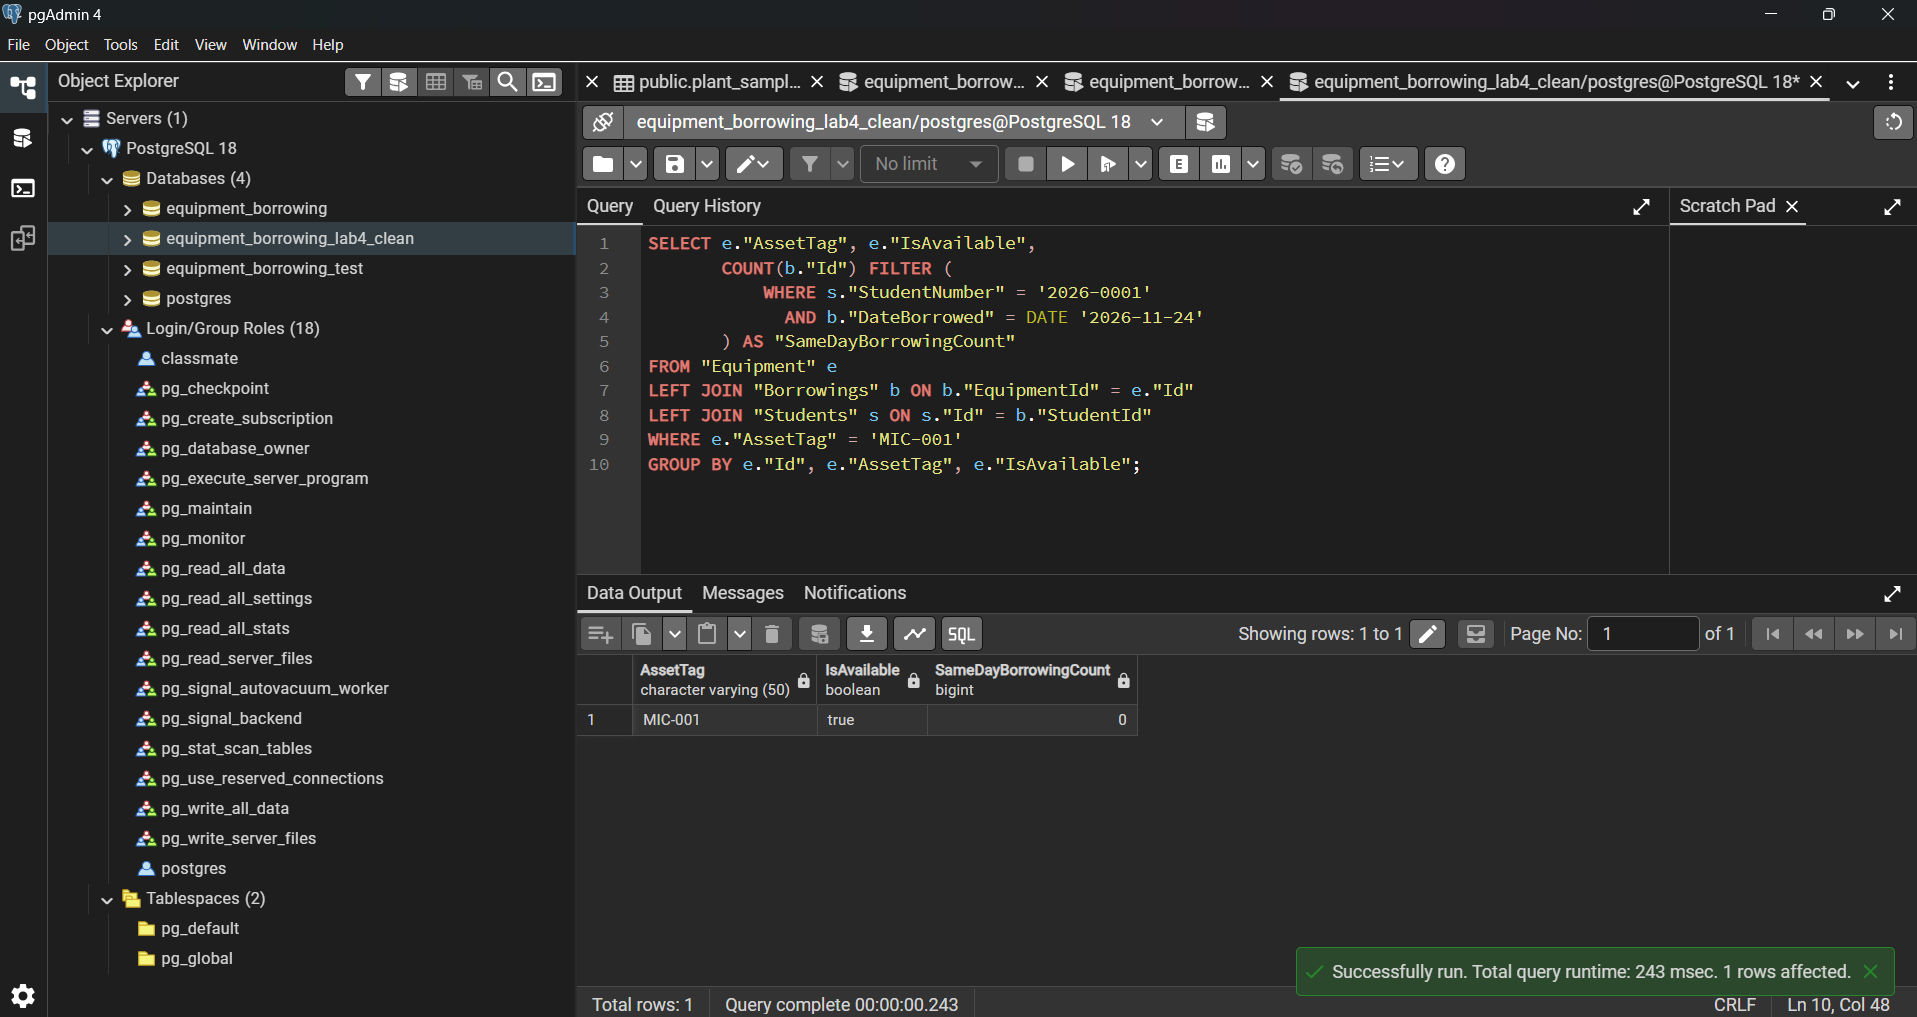 pgAdmin 4
File Object Tools Edit View Window Help
Object Explorer
public.plant_sampl...
equipment_borrow...
equipment_borrow...
equipment_borrowing_lab4_clean/postgres@PostgreSQL 18*
Servers (1)
PostgreSQL 18
Databases (4)
equipment_borrowing
equipment_borrowing_lab4_clean
equipment_borrowing_test
postgres
Login/Group Roles (18)
classmate
pg_checkpoint
pg_create_subscription
pg_database_owner
pg_execute_server_program
pg_maintain
pg_monitor
pg_read_all_data
pg_read_all_settings
pg_read_all_stats
pg_read_server_files
pg_signal_autovacuum_worker
pg_signal_backend
pg_stat_scan_tables
pg_use_reserved_connections
pg_write_all_data
pg_write_server_files
postgres
Tablespaces (2)
pg_default
pg_global
equipment_borrowing_lab4_clean/postgres@PostgreSQL 18
No limit
E
Query Query History
Scratch Pad
1 SELECT e."AssetTag", e."IsAvailable",
2 COUNT(b."Id") FILTER (
3 WHERE s."StudentNumber" = '2026-0001'
4 AND b."DateBorrowed" = DATE '2026-11-24'
5 ) AS "SameDayBorrowingCount"
6 FROM "Equipment" e
7 LEFT JOIN "Borrowings" b ON b."EquipmentId" = e."Id"
8 LEFT JOIN "Students" s ON s."Id" = b."StudentId"
9 WHERE e."AssetTag" = 'MIC-001'
10 GROUP BY e."Id", e."AssetTag", e."IsAvailable";
Data Output Messages Notifications
SQL
Showing rows: 1 to 1
Page No: 1 of 1
AssetTag IsAvailable SameDayBorrowingCount
character varying (50) boolean bigint
1 MIC-001 true 0
Successfully run. Total query runtime: 243 msec. 1 rows affected.
Total rows: 1 Query complete 00:00:00.243 CRLF Ln 10, Col 48